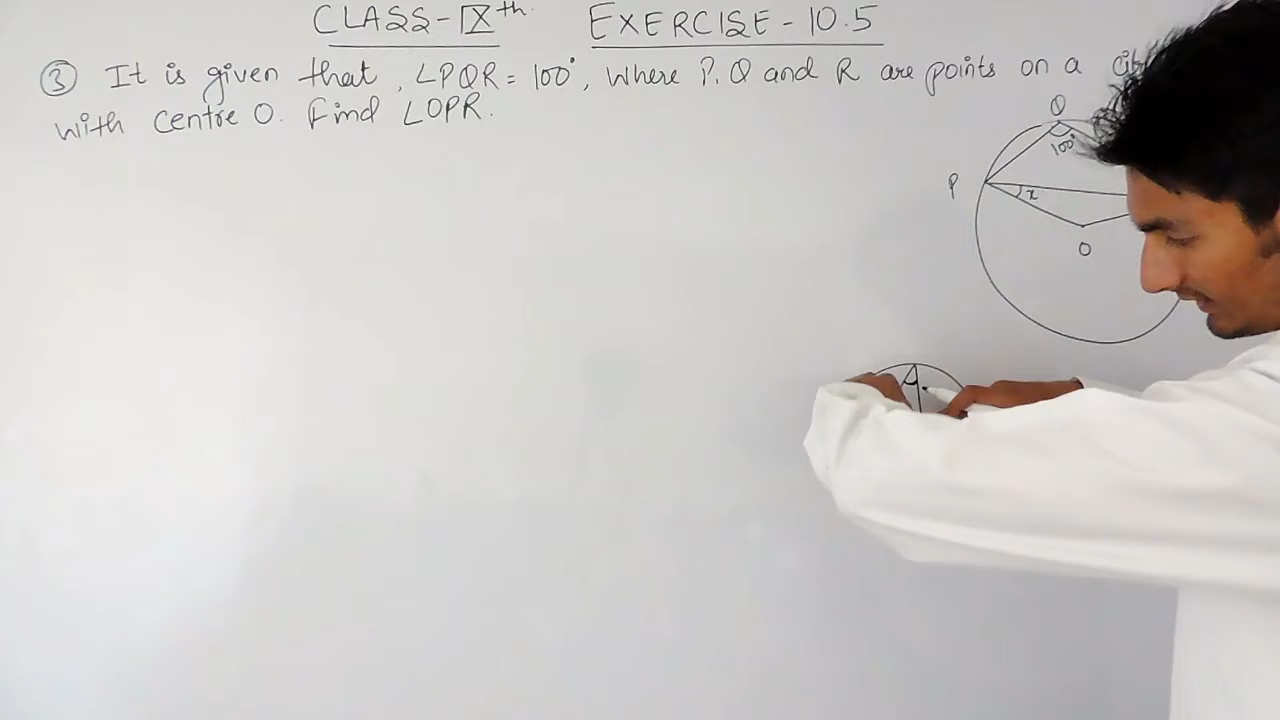 CLASS-IXth. EXERCISE-10.5
③ It is given that, ∠PQR = 100°, where P, Q and R are points on a
with centre O. Find ∠OPR.
Q
100°
P
x
O